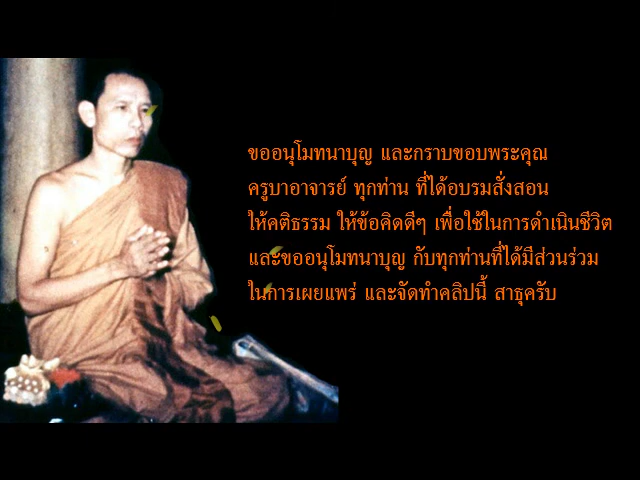 ขออนุโมทนาบุญ และกราบขอบพระคุณ
ครูบาอาจารย์ ทุกท่าน ที่ได้อบรมสั่งสอน
ให้คติธรรม ให้ข้อคิดดีๆ เพื่อใช้ในการดำเนินชีวิต
และขออนุโมทนาบุญ กับทุกท่านที่ได้มีส่วนร่วม
ในการเผยแพร่ และจัดทำคลิปนี้ สาธุครับ